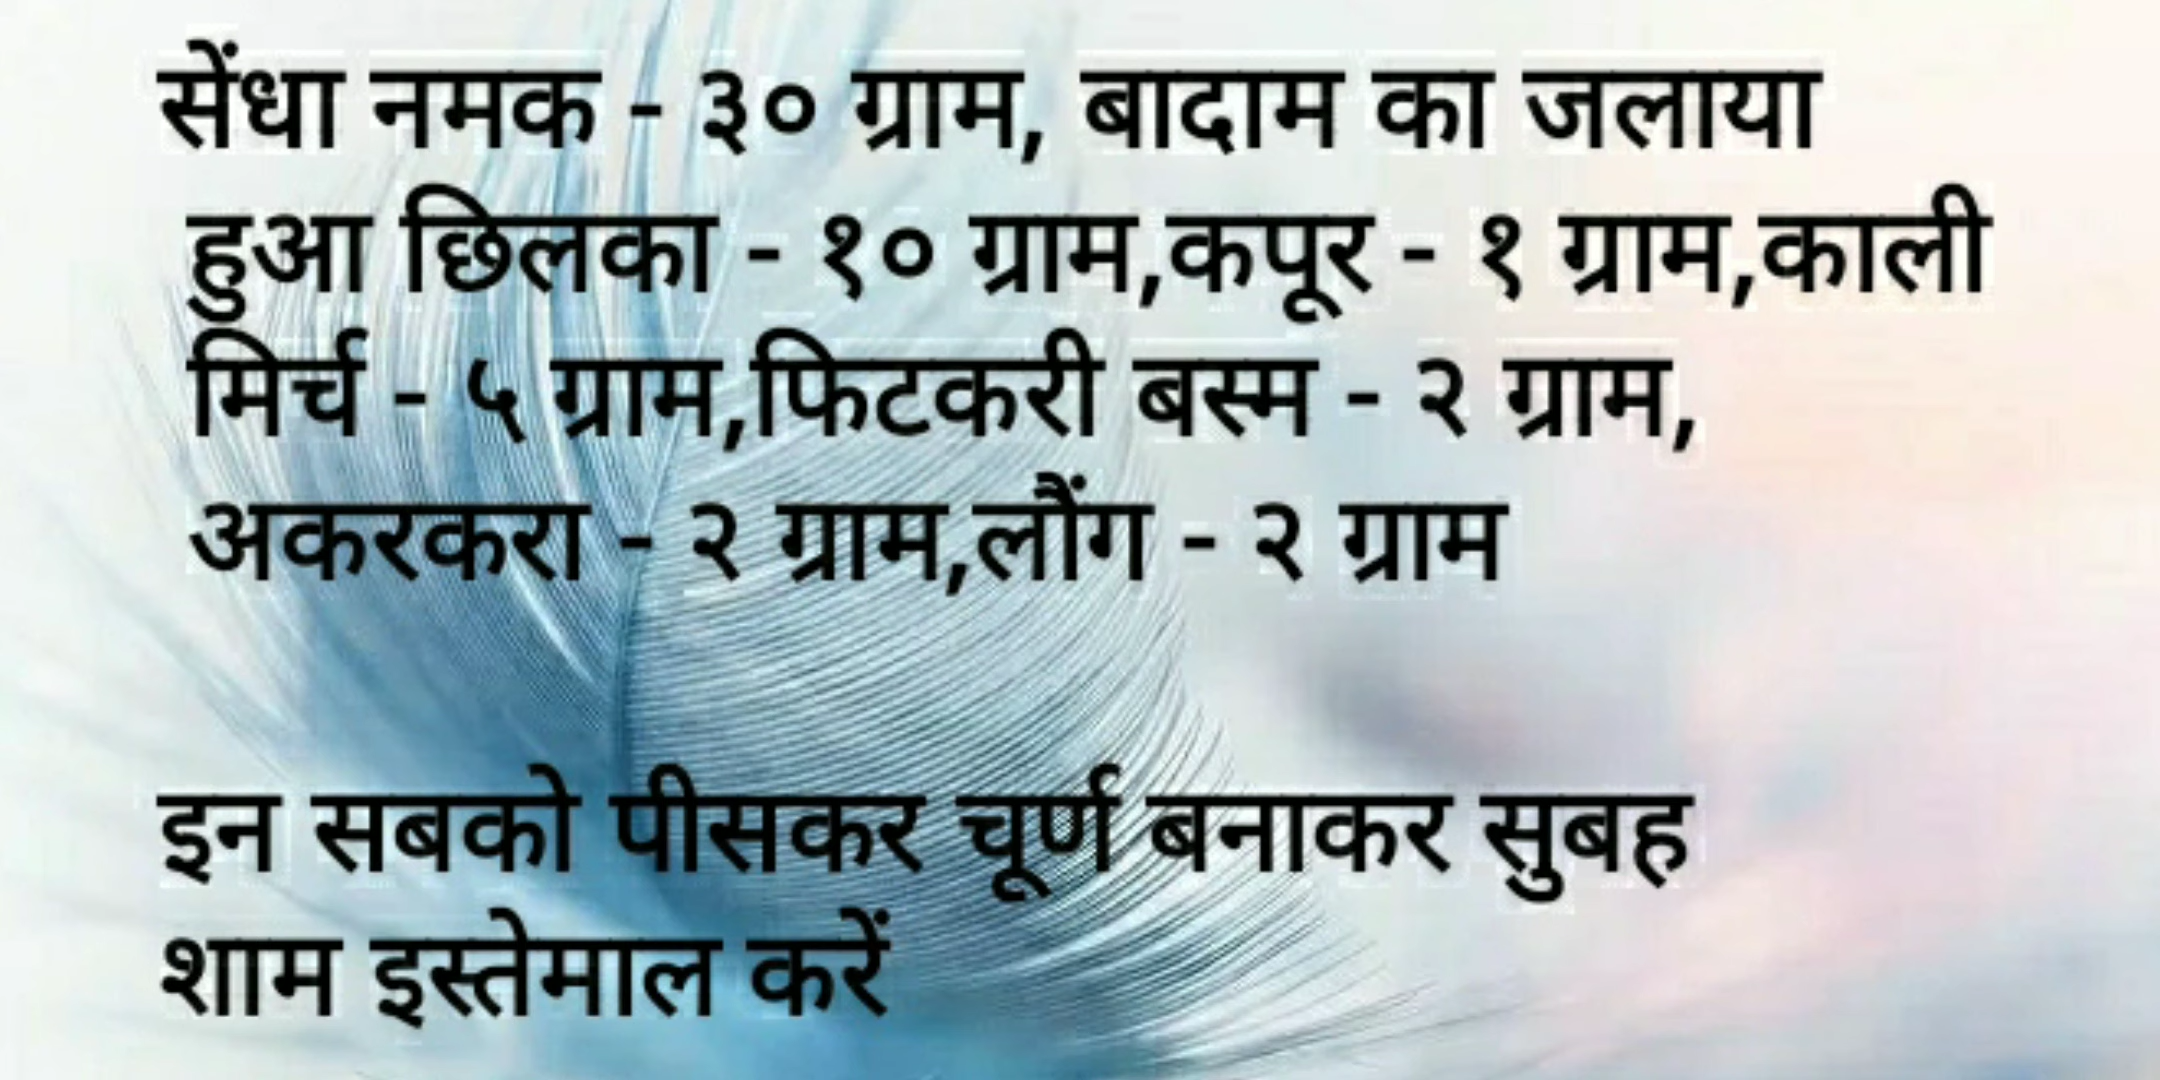 सेंधा नमक - ३० ग्राम, बादाम का जलाया
हुआ छिलका - १० ग्राम,कपूर - १ ग्राम,काली
मिर्च - ५ ग्राम,फिटकरी बस्म - २ ग्राम,
अकरकरा - २ ग्राम,लौंग - २ ग्राम
इन सबको पीसकर चूर्ण बनाकर सुबह
शाम इस्तेमाल करें